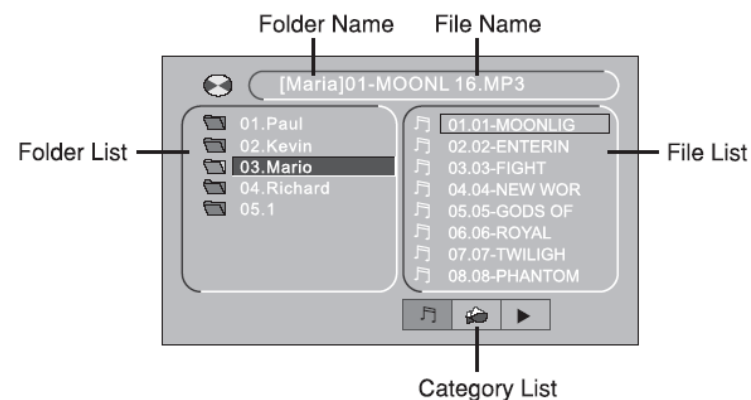 Folder Name File Name
[Maria]01-MOONL 16.MP3
Folder List
01.Paul
02.Kevin
03.Mario
04.Richard
05.1
01.01-MOONLIG
02.02-ENTERIN
03.03-FIGHT
04.04-NEW WOR
05.05-GODS OF
06.06-ROYAL
07.07-TWILIGH
08.08-PHANTOM
File List
Category List